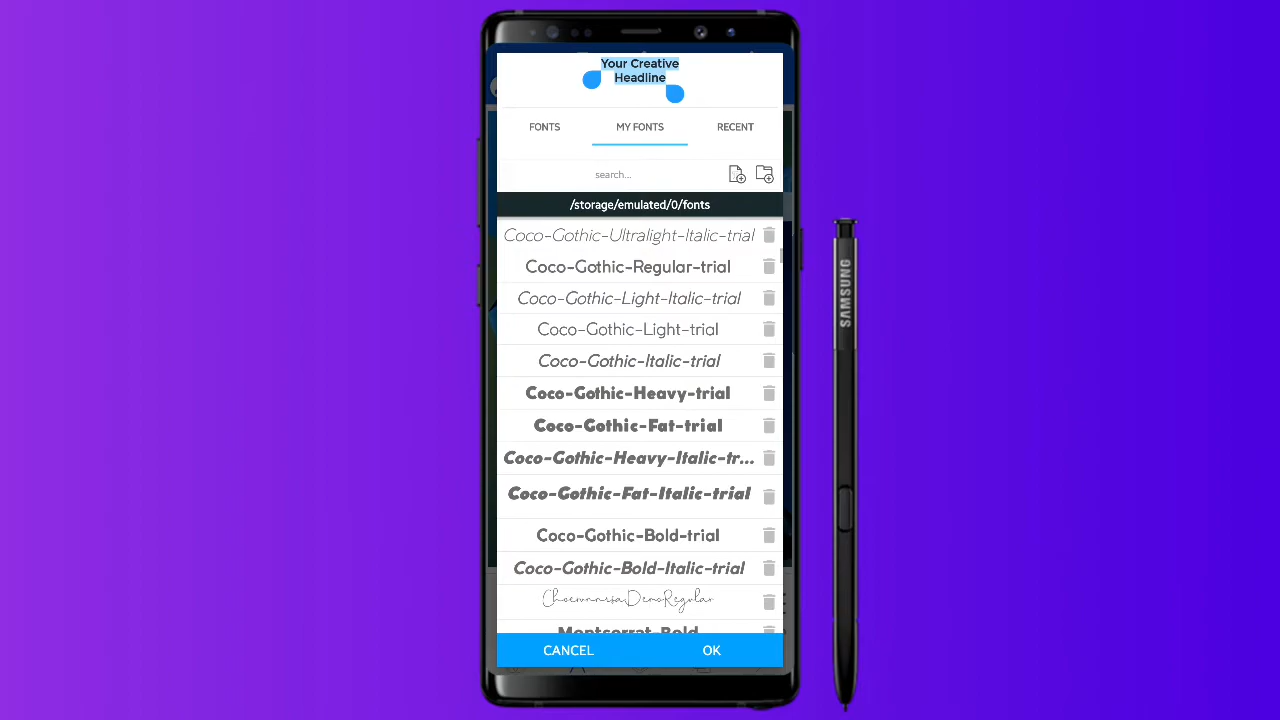 Your Creative
Headline
FONTS
MY FONTS
RECENT
search...
/storage/emulated/0/fonts
Coco-Gothic-Ultralight-Italic-trial
Coco-Gothic-Regular-trial
Coco-Gothic-Light-Italic-trial
Coco-Gothic-Light-trial
Coco-Gothic-Italic-trial
Coco-Gothic-Heavy-trial
Coco-Gothic-Fat-trial
Coco-Gothic-Heavy-Italic-tr...
Coco-Gothic-Fat-Italic-trial
Coco-Gothic-Bold-trial
Coco-Gothic-Bold-Italic-trial
Montserrat-Bold
CANCEL
OK
SAMSUNG